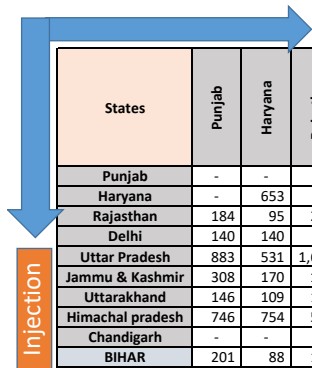 States Punjab Haryana
Punjab - -
Haryana - 653
Rajasthan 184 95
Delhi 140 140
Uttar Pradesh 883 531
Jammu & Kashmir 308 170
Uttarakhand 146 109
Himachal pradesh 746 754
Chandigarh - -
BIHAR 201 88
Injection